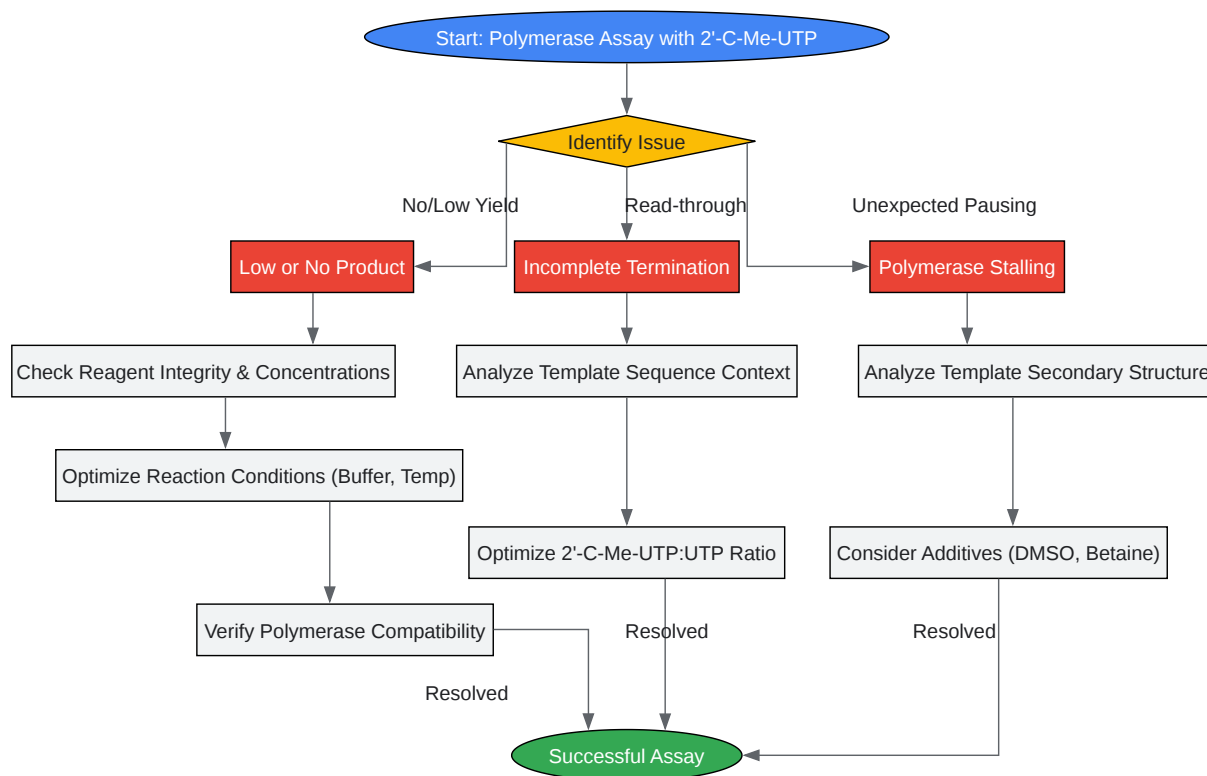 Start: Polymerase Assay with 2'-C-Me-UTP
Identify Issue
No/Low Yield
Read-through
Unexpected Pausing
Low or No Product
Incomplete Termination
Polymerase Stalling
Check Reagent Integrity & Concentrations
Analyze Template Sequence Context
Analyze Template Secondary Structure
Optimize Reaction Conditions (Buffer, Temp)
Optimize 2'-C-Me-UTP:UTP Ratio
Consider Additives (DMSO, Betaine)
Verify Polymerase Compatibility
Resolved
Resolved
Resolved
Successful Assay